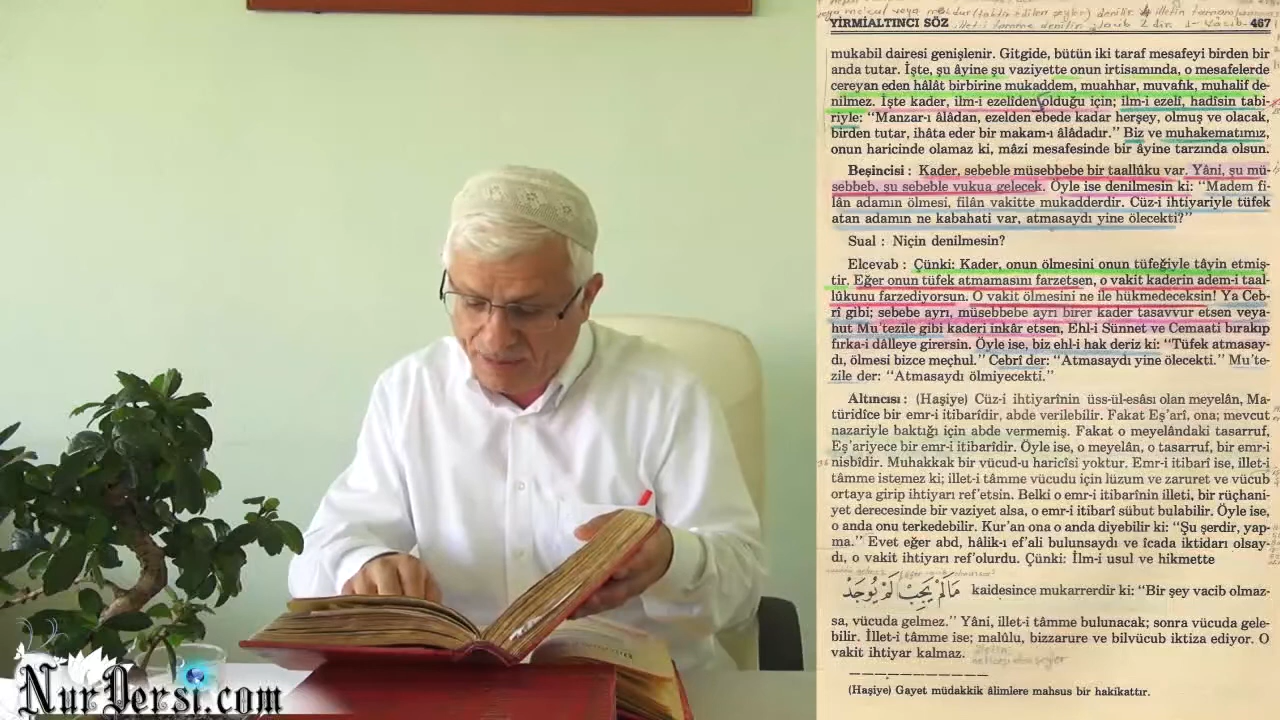 YİRMİALTINCI SÖZ 467
mukabil dairesi genişlenir. Gitgide, bütün iki taraf mesafeyi birden bir
anda tutar. İşte, şu âyine şu vaziyette onun irtisamında, o mesafelerde
cereyan eden hâlât birbirine mukaddem, muahhar, muvafık, muhalif de-
nilmez. İşte kader, ilm-i ezelîden olduğu için; ilm-i ezelî, hadîsin tabi-
riyle: “Manzar-ı âlâdan, ezelden ebede kadar herşey, olmuş ve olacak,
birden tutar, ihâta eder bir makam-ı âlâdadır.” Biz ve muhakematımız,
onun haricinde olamaz ki, mâzi mesafesinde bir âyine tarzında olsun.
Beşincisi : Kader, sebeble müsebbebe bir taallûku var. Yâni, şu mü-
sebbeb, şu sebeble vukua gelecek. Öyle ise denilmesin ki: “Madem fi-
lân adamın ölmesi, filân vakitte mukadderdir. Cüz-i ihtiyariyle tüfek
atan adamın ne kabahati var, atmasaydı yine ölecekti?”
Sual : Niçin denilmesin?
Elcevab : Çünki: Kader, onun ölmesini onun tüfeğiyle tâyin etmiş-
tir. Eğer onun tüfek atmamasını farzetsen, o vakit kaderin adem-i taal-
lûkunu farzediyorsun. O vakit ölmesini ne ile hükmedeceksin! Ya Ceb-
rî gibi; sebebe ayrı, müsebbebe ayrı birer kader tasavvur etsen veya-
hut Mu'tezile gibi kaderi inkâr etsen, Ehl-i Sünnet ve Cemaati bırakıp
fırka-i dâlleye girersin. Öyle ise, biz ehl-i hak deriz ki: “Tüfek atmasay-
dı, ölmesi bizce meçhul.” Cebrî der: “Atmasaydı yine ölecekti.” Mu'te-
zile der: “Atmasaydı ölmiyecekti.”
Altıncısı : (Haşiye) Cüz-i ihtiyarînin üss-ül-esâsı olan meyelân, Ma-
türidîce bir emr-i itibarîdir, abde verilebilir. Fakat Eş'arî, ona; mevcut
nazariyle baktığı için abde vermemiş. Fakat o meyelândaki tasarruf,
Eş'ariyece bir emr-i itibarîdir. Öyle ise, o meyelân, o tasarruf, bir emr-i
nisbîdir. Muhakkak bir vücud-u haricîsi yoktur. Emr-i itibarî ise, illet-i
tâmme istemez ki; illet-i tâmme vücudu için lüzum ve zaruret ve vücub
ortaya girip ihtiyarı ref'etsin. Belki o emr-i itibarînin illeti, bir rüçhani-
yet derecesinde bir vaziyet alsa, o emr-i itibarî sübut bulabilir. Öyle ise,
o anda onu terkedebilir. Kur'an ona o anda diyebilir ki: “Şu şerdir, yap-
ma.” Evet eğer abd, hâlik-ı ef'ali bulunsaydı ve îcada iktidarı olsay-
dı, o vakit ihtiyarı ref'olurdu. Çünki: İlm-i usul ve hikmette
مَالَمْ يَجِبْ لَمْ يُوجَدْ kaidesince mukarrerdir ki: “Bir şey vacib olmaz-
sa, vücuda gelmez.” Yâni, illet-i tâmme bulunacak; sonra vücuda gele-
bilir. İllet-i tâmme ise; malûlu, bizzarure ve bilvücub iktiza ediyor. O
vakit ihtiyar kalmaz.
(Haşiye) Gayet müdakkik âlimlere mahsus bir hakikattır.
NurDersi.com